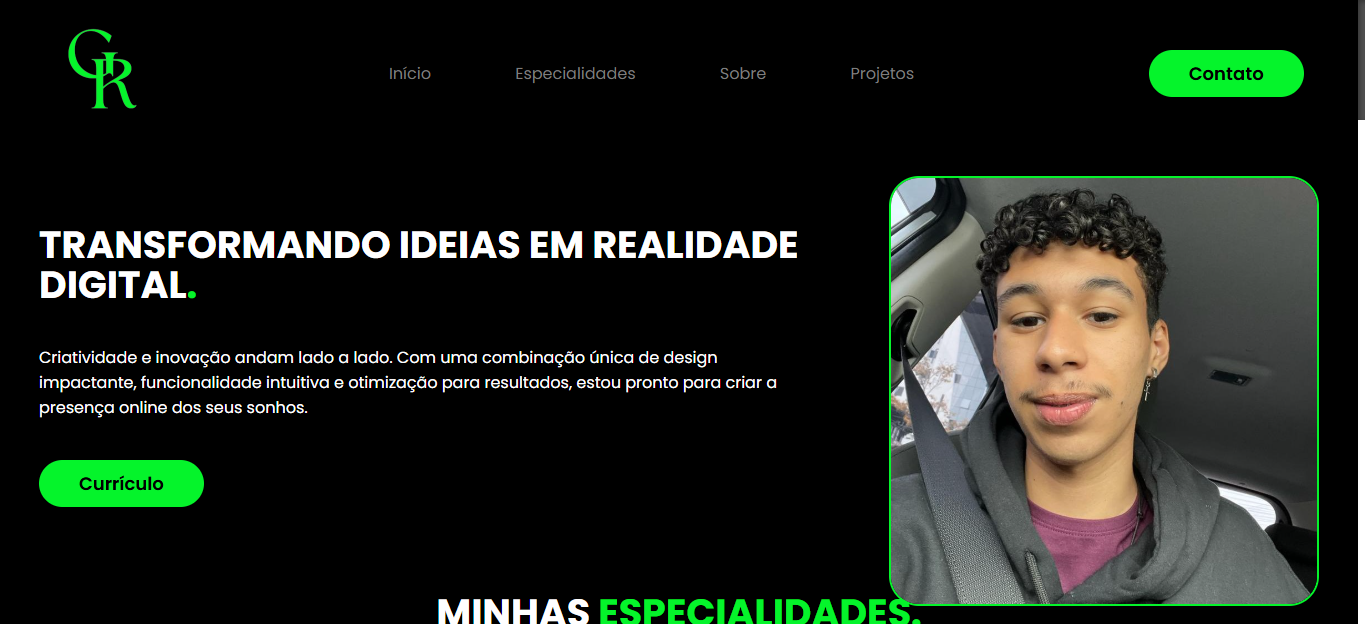 GR
Início
Especialidades
Sobre
Projetos
Contato
TRANSFORMANDO IDEIAS EM REALIDADE
DIGITAL.
Criatividade e inovação andam lado a lado. Com uma combinação única de design
impactante, funcionalidade intuitiva e otimização para resultados, estou pronto para criar a
presença online dos seus sonhos.
Currículo
MINHAS ESPECIALIDADES.